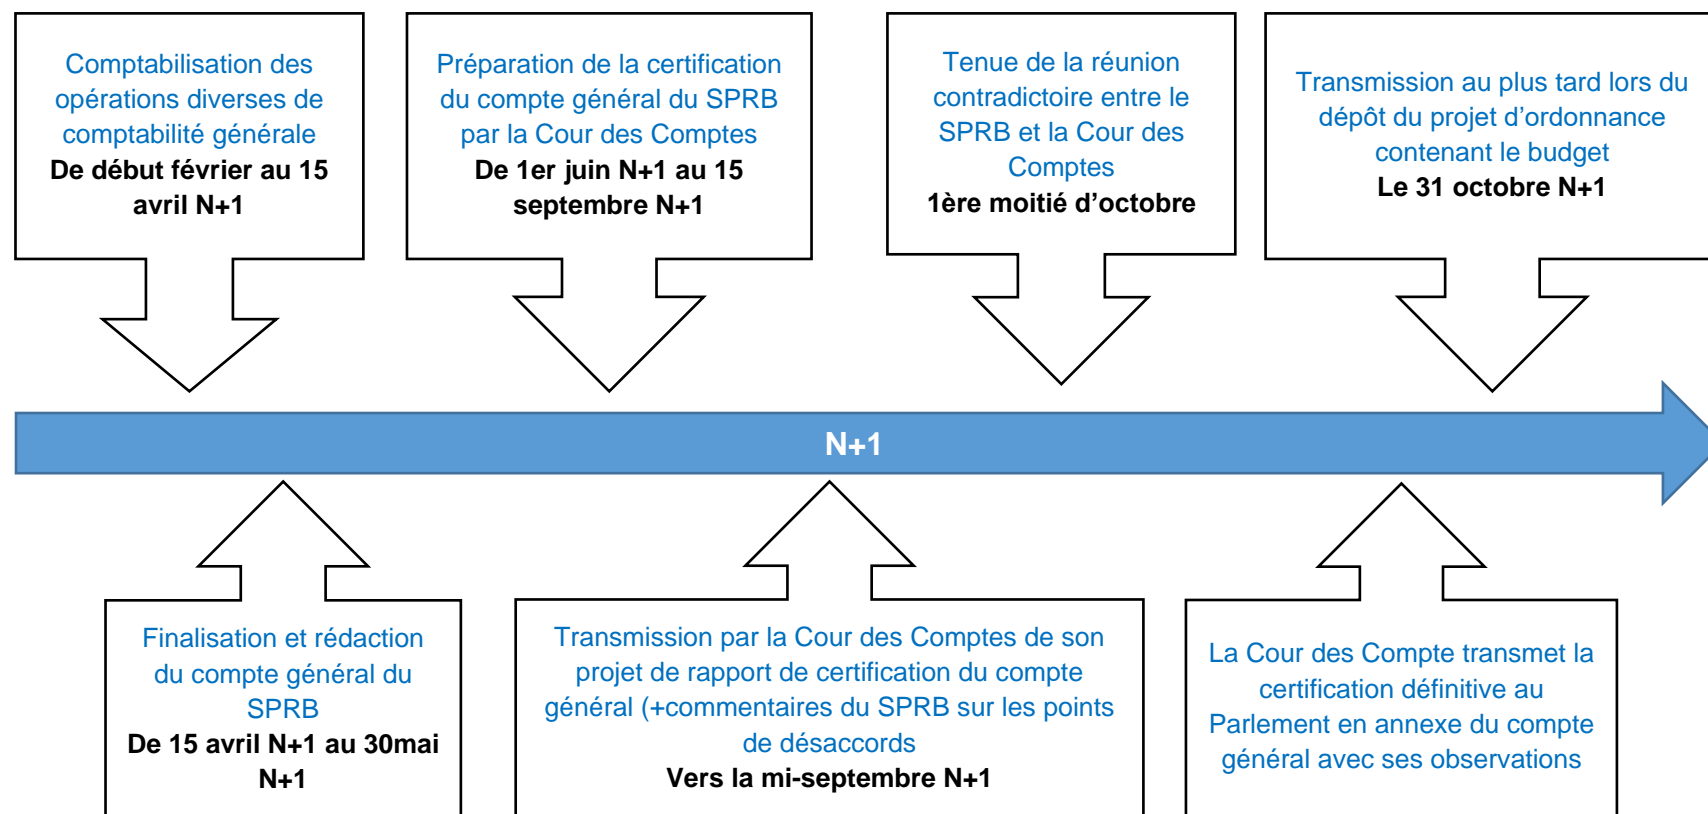 Comptabilisation des
opérations diverses de
comptabilité générale
De début février au 15
avril N+1
Préparation de la certification
du compte général du SPRB
par la Cour des Comptes
De 1er juin N+1 au 15
septembre N+1
Tenue de la réunion
contradictoire entre le
SPRB et la Cour des
Comptes
1ère moitié d’octobre
Transmission au plus tard lors du
dépôt du projet d’ordonnance
contenant le budget
Le 31 octobre N+1
N+1
Finalisation et rédaction
du compte général du
SPRB
De 15 avril N+1 au 30mai
N+1
Transmission par la Cour des Comptes de son
projet de rapport de certification du compte
général (+commentaires du SPRB sur les points
de désaccords
Vers la mi-septembre N+1
La Cour des Compte transmet la
certification définitive au
Parlement en annexe du compte
général avec ses observations